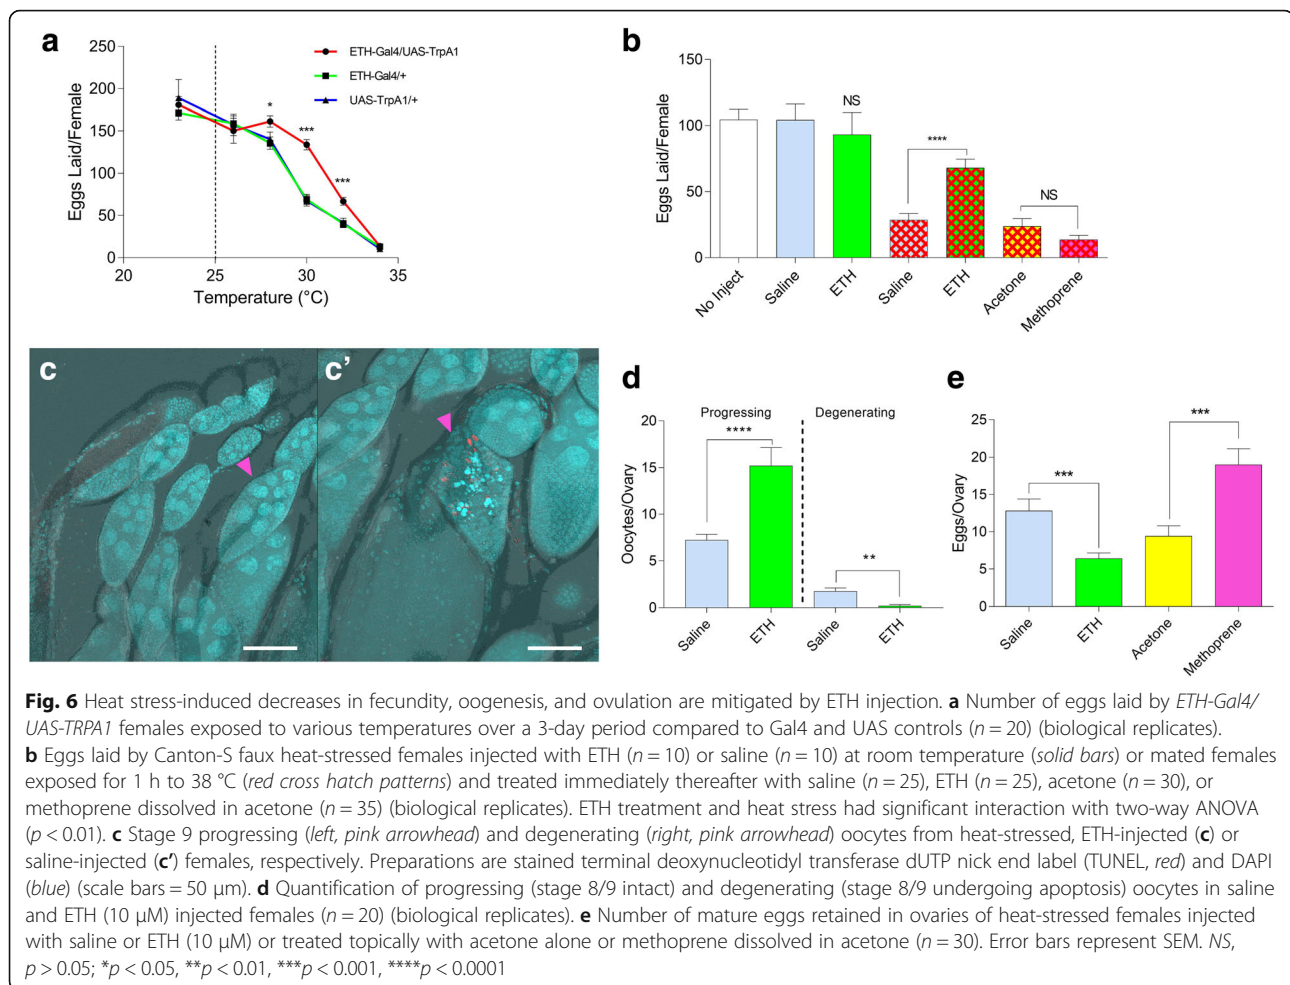 a
250
200
150
100
50
0
Eggs Laid/Female
20
25
30
35
Temperature (°C)
ETH-Gal4/UAS-TrpA1
ETH-Gal4/+
UAS-TrpA1/+
*
***
***
b
150
100
50
0
Eggs Laid/Female
NS
****
NS
No Inject
Saline
ETH
Saline
ETH
Acetone
Methoprene
c
c’
d
20
15
10
5
0
Oocytes/Ovary
Progressing
Degenerating
****
**
Saline
ETH
Saline
ETH
e
25
20
15
10
5
0
Eggs/Ovary
***
***
Saline
ETH
Acetone
Methoprene
Fig. 6 Heat stress-induced decreases in fecundity, oogenesis, and ovulation are mitigated by ETH injection. a Number of eggs laid by ETH-Gal4/
UAS-TRPA1 females exposed to various temperatures over a 3-day period compared to Gal4 and UAS controls (n = 20) (biological replicates).
b Eggs laid by Canton-S faux heat-stressed females injected with ETH (n = 10) or saline (n = 10) at room temperature (solid bars) or mated females
exposed for 1 h to 38 °C (red cross hatch patterns) and treated immediately thereafter with saline (n = 25), ETH (n = 25), acetone (n = 30), or
methoprene dissolved in acetone (n = 35) (biological replicates). ETH treatment and heat stress had significant interaction with two-way ANOVA
(p < 0.01). c Stage 9 progressing (left, pink arrowhead) and degenerating (right, pink arrowhead) oocytes from heat-stressed, ETH-injected (c) or
saline-injected (c’) females, respectively. Preparations are stained terminal deoxynucleotidyl transferase dUTP nick end label (TUNEL, red) and DAPI
(blue) (scale bars = 50 μm). d Quantification of progressing (stage 8/9 intact) and degenerating (stage 8/9 undergoing apoptosis) oocytes in saline
and ETH (10 μM) injected females (n = 20) (biological replicates). e Number of mature eggs retained in ovaries of heat-stressed females injected
with saline or ETH (10 μM) or treated topically with acetone alone or methoprene dissolved in acetone (n = 30). Error bars represent SEM. NS,
p > 0.05; *p < 0.05, **p < 0.01, ***p < 0.001, ****p < 0.0001